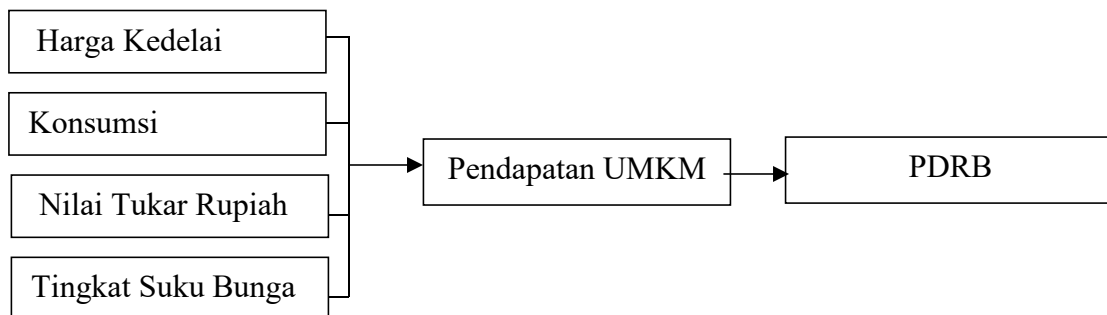 Harga Kedelai
Konsumsi
Nilai Tukar Rupiah
Tingkat Suku Bunga
Pendapatan UMKM
PDRB